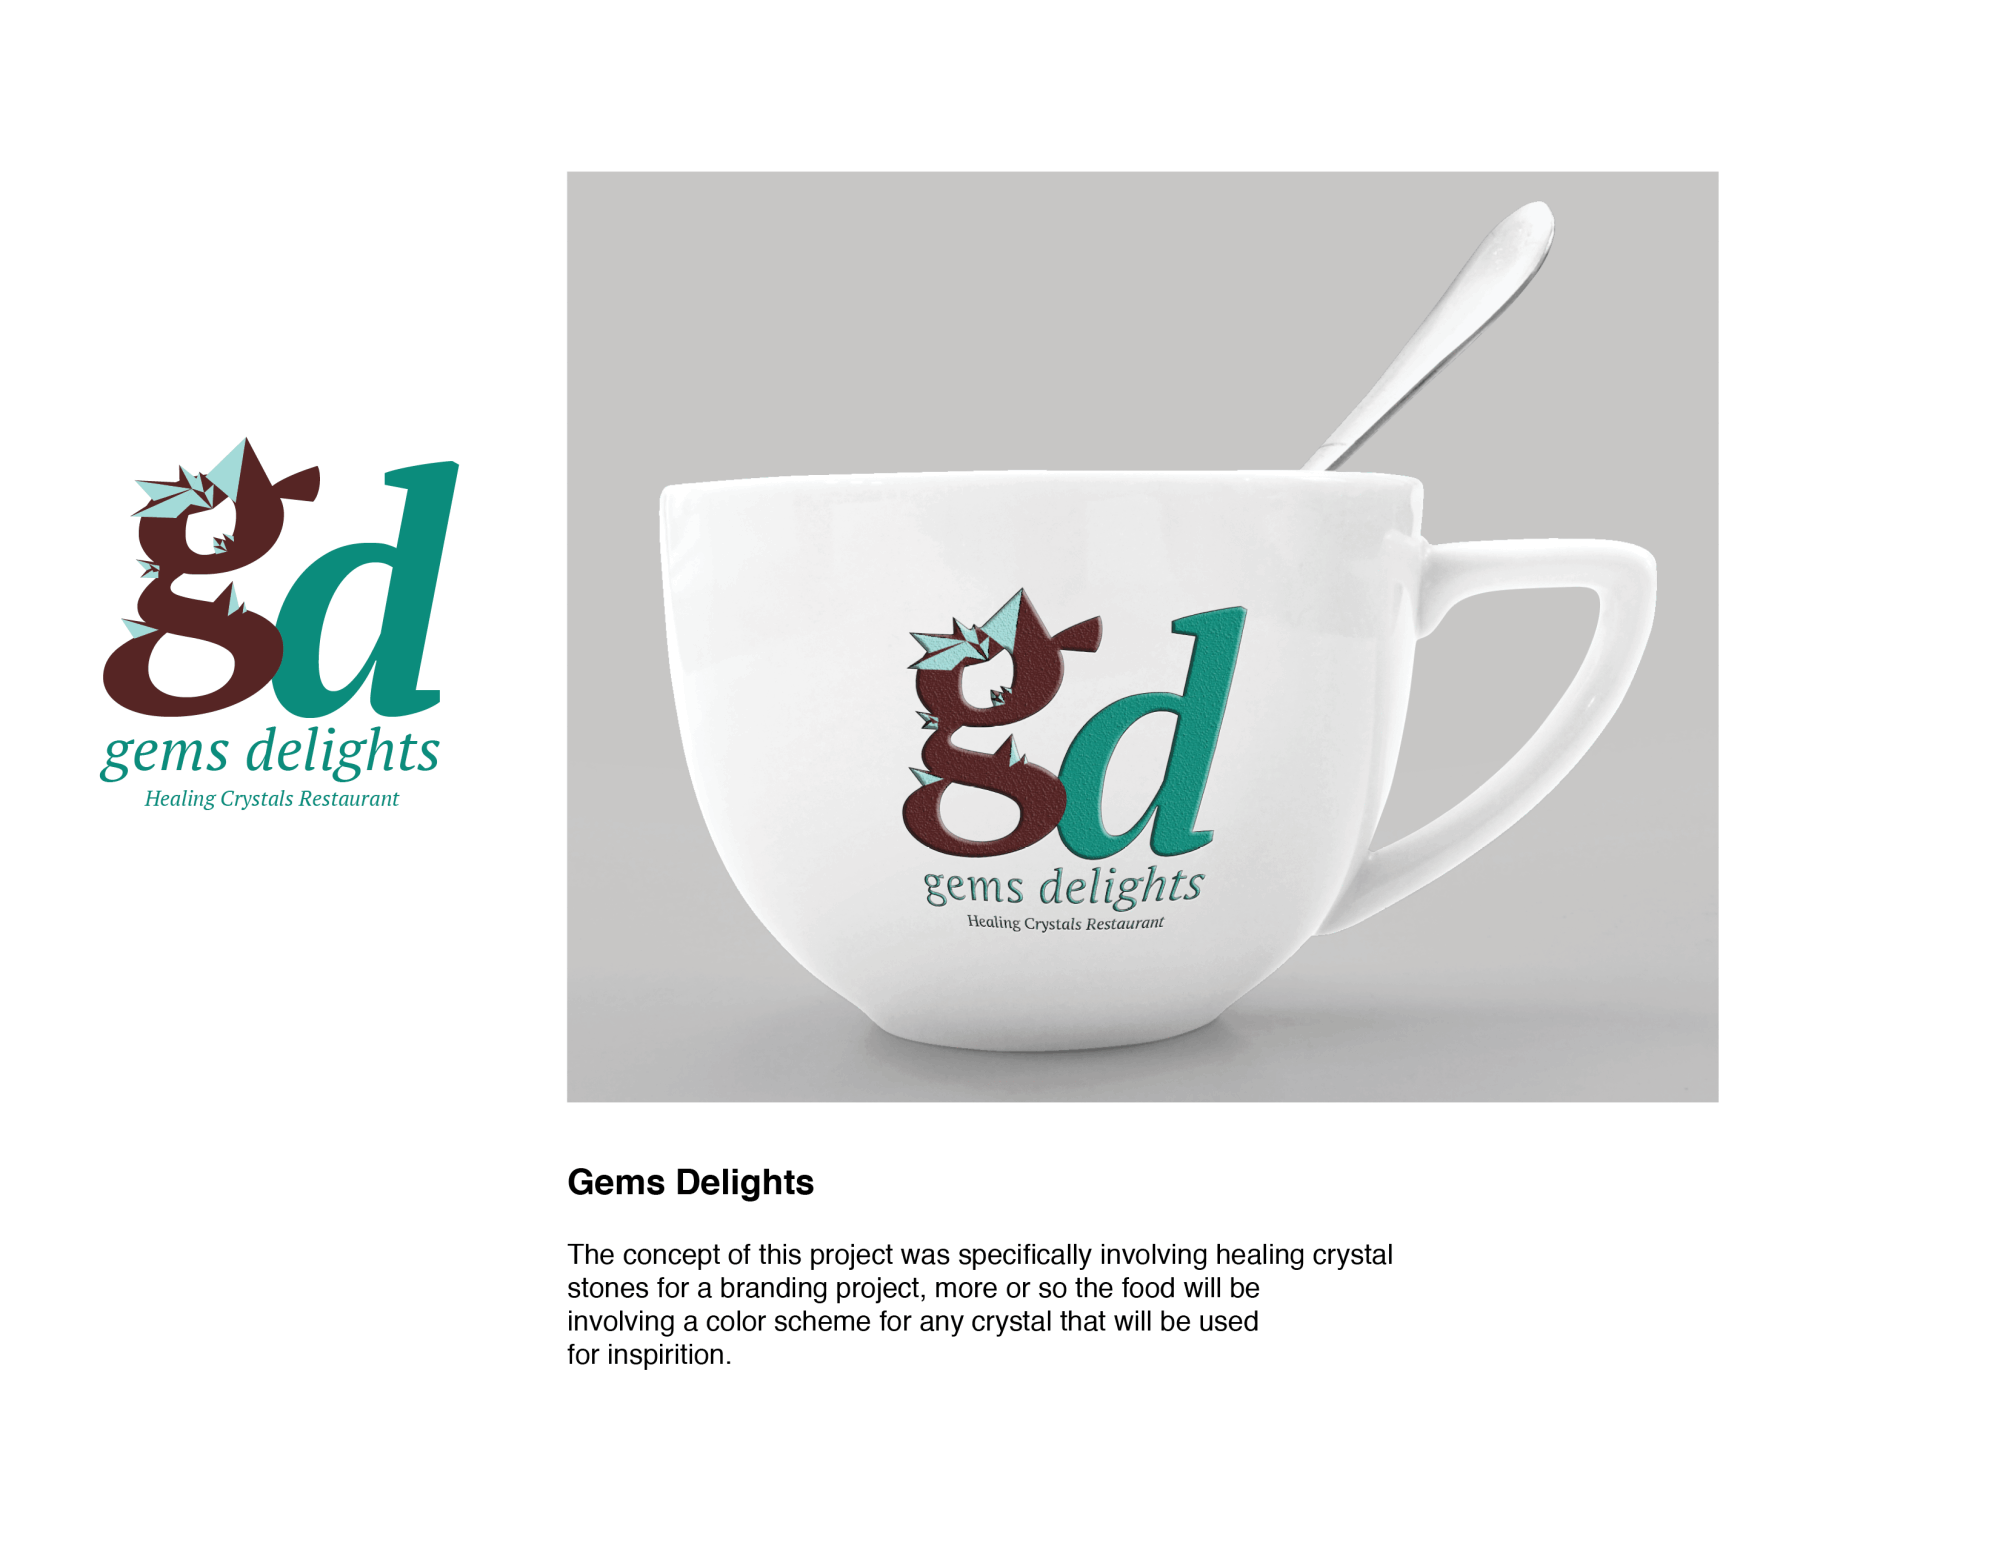 gd
gems delights
Healing Crystals Restaurant
gd
gems delights
Healing Crystals Restaurant
Gems Delights
The concept of this project was specifically involving healing crystal
stones for a branding project, more or so the food will be
involving a color scheme for any crystal that will be used
for inspirition.